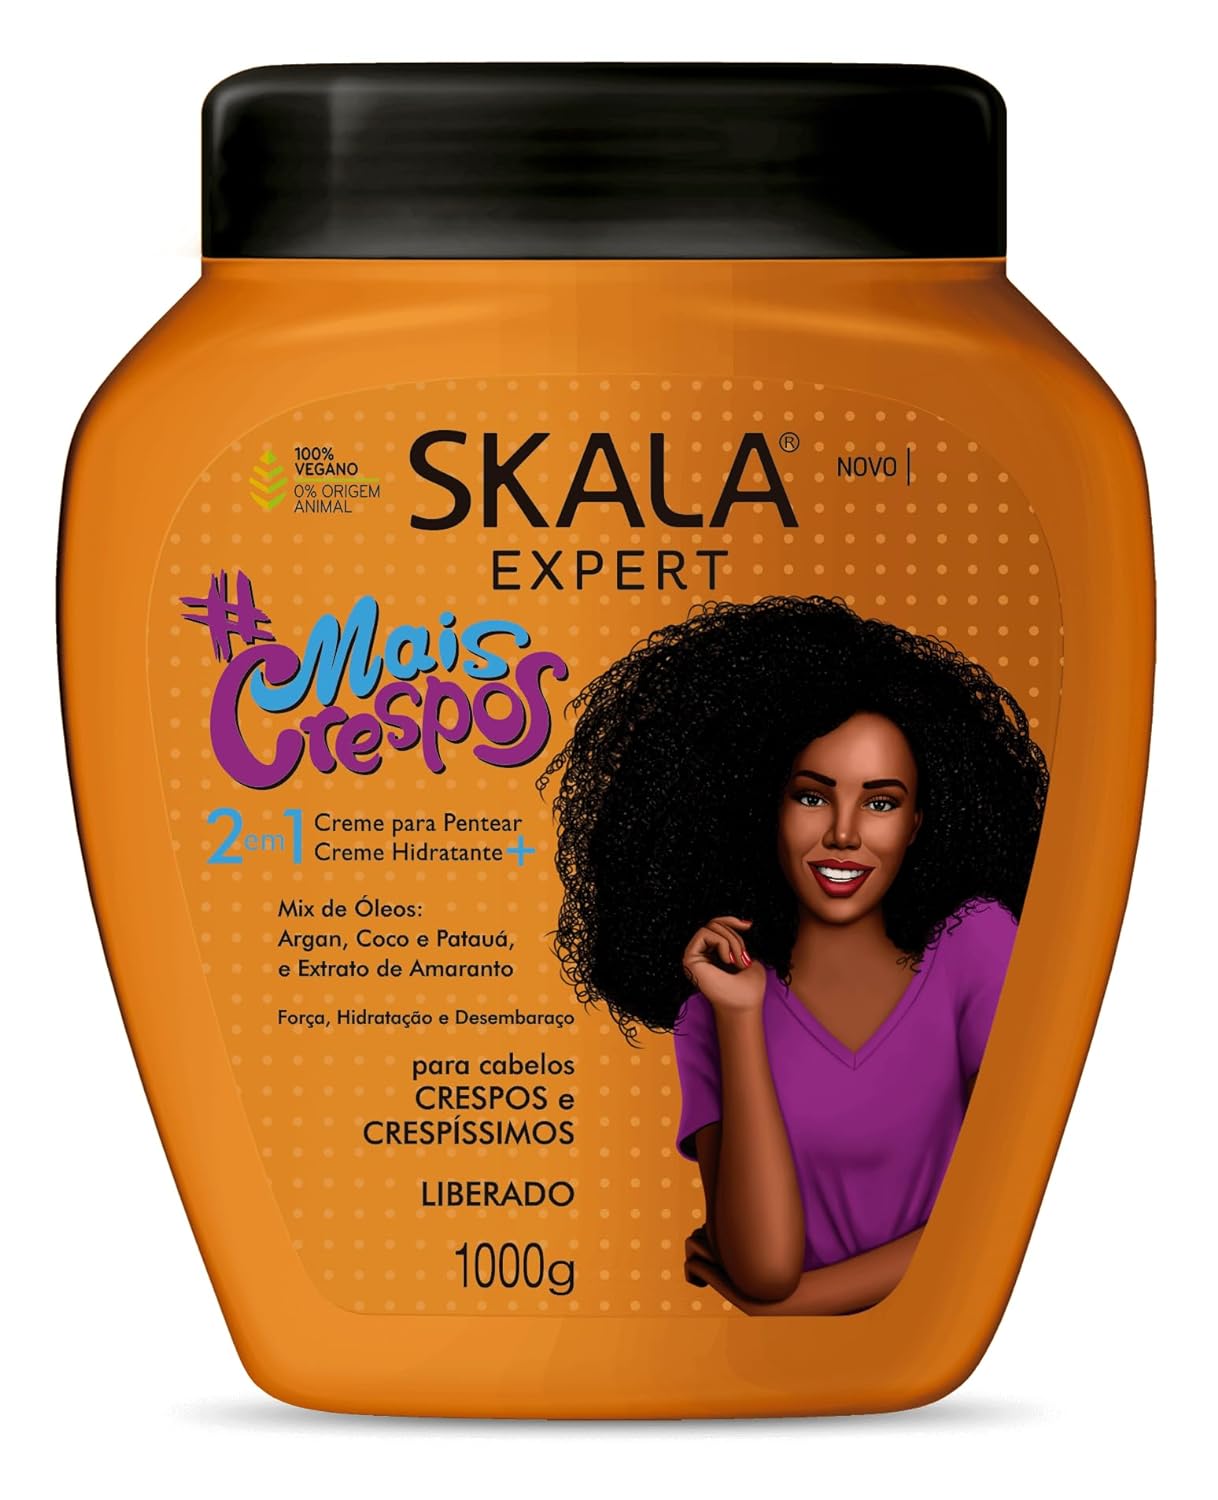 100%
VEGANO
0% ORIGEM
ANIMAL
SKALA®
NOVO
EXPERT
#Mais
Crespos
2em1 Creme para Pentear
Creme Hidratante +
Mix de Óleos:
Argan, Coco e Patauá,
e Extrato de Amaranto
Força, Hidratação e Desembaraço
para cabelos
CRESPOS e
CRESPÍSSIMOS
LIBERADO
1000g